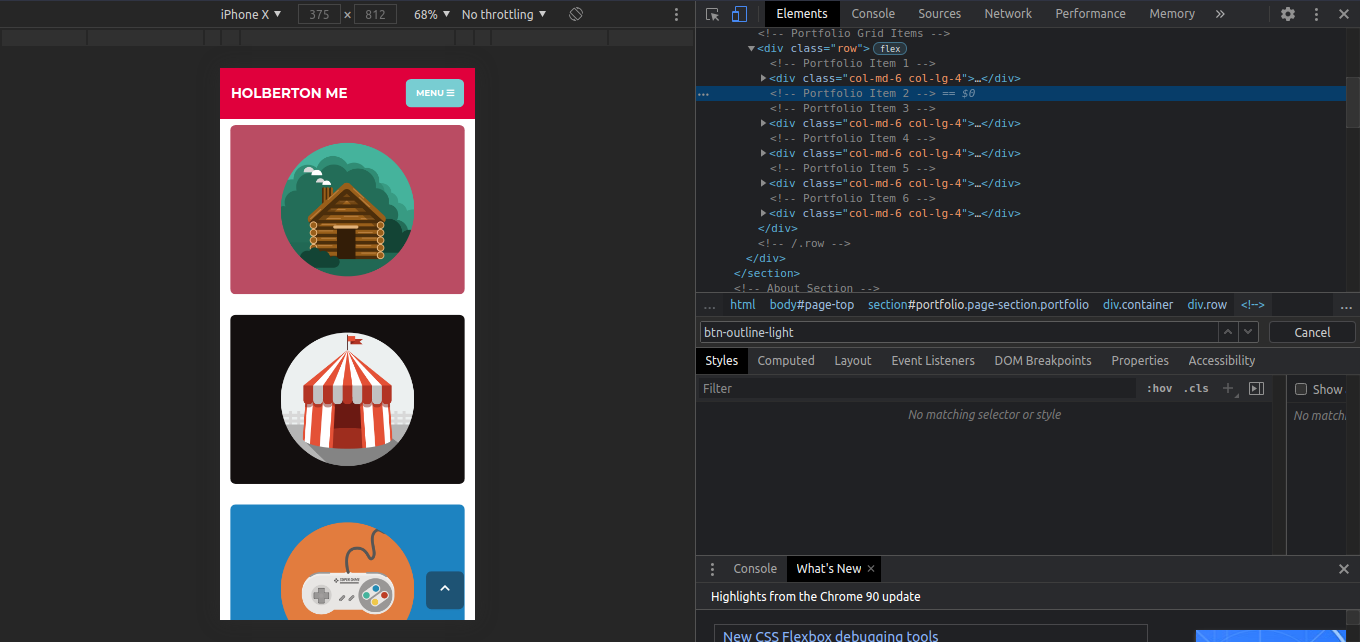 iPhone X ▼ 375 × 812 68% ▼ No throttling ▼
Elements Console Sources Network Performance Memory »
HOLBERTON ME
MENU ☰
<!-- Portfolio Grid Items -->
▼<div class="row"> flex
<!-- Portfolio Item 1 -->
▶<div class="col-md-6 col-lg-4">…</div>
<!-- Portfolio Item 2 --> == $0
<!-- Portfolio Item 3 -->
▶<div class="col-md-6 col-lg-4">…</div>
<!-- Portfolio Item 4 -->
▶<div class="col-md-6 col-lg-4">…</div>
<!-- Portfolio Item 5 -->
▶<div class="col-md-6 col-lg-4">…</div>
<!-- Portfolio Item 6 -->
▶<div class="col-md-6 col-lg-4">…</div>
</div>
<!-- /.row -->
</div>
</section>
<!-- About Section -->
... html body#page-top section#portfolio.page-section.portfolio div.container div.row <!--> ...
btn-outline-light Cancel
Styles Computed Layout Event Listeners DOM Breakpoints Properties Accessibility
Filter :hov .cls + Show
No matching selector or style No matchi
Console What's New ×
Highlights from the Chrome 90 update
New CSS Flexbox debugging tools